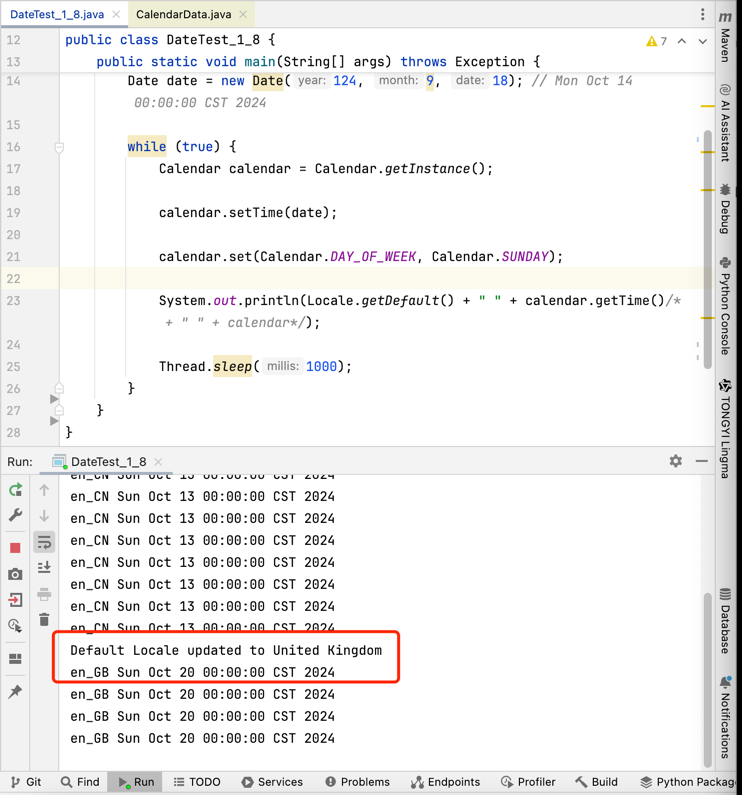 DateTest_1_8.java
CalendarData.java
12 public class DateTest_1_8 {
7
13 public static void main(String[] args) throws Exception {
14 Date date = new Date( year: 124, month: 9, date: 18); // Mon Oct 14
00:00:00 CST 2024
15
16 while (true) {
17 Calendar calendar = Calendar.getInstance();
18
19 calendar.setTime(date);
20
21 calendar.set(Calendar.DAY_OF_WEEK, Calendar.SUNDAY);
22
23 System.out.println(Locale.getDefault() + " " + calendar.getTime()/*
+ " " + calendar*/);
24
25 Thread.sleep( millis: 1000);
26 }
27 }
28 }
Run: DateTest_1_8
en_CN Sun Oct 13 00:00:00 CST 2024
en_CN Sun Oct 13 00:00:00 CST 2024
en_CN Sun Oct 13 00:00:00 CST 2024
en_CN Sun Oct 13 00:00:00 CST 2024
en_CN Sun Oct 13 00:00:00 CST 2024
en_CN Sun Oct 13 00:00:00 CST 2024
en_CN Sun Oct 13 00:00:00 CST 2024
en_CN Sun Oct 13 00:00:00 CST 2024
Default Locale updated to United Kingdom
en_GB Sun Oct 20 00:00:00 CST 2024
en_GB Sun Oct 20 00:00:00 CST 2024
en_GB Sun Oct 20 00:00:00 CST 2024
en_GB Sun Oct 20 00:00:00 CST 2024
m
Maven
AI Assistant
Debug
Python Console
TONGYI Lingma
Database
Notifications
Git
Find
Run
TODO
Services
Problems
Endpoints
Profiler
Build
Python Packag